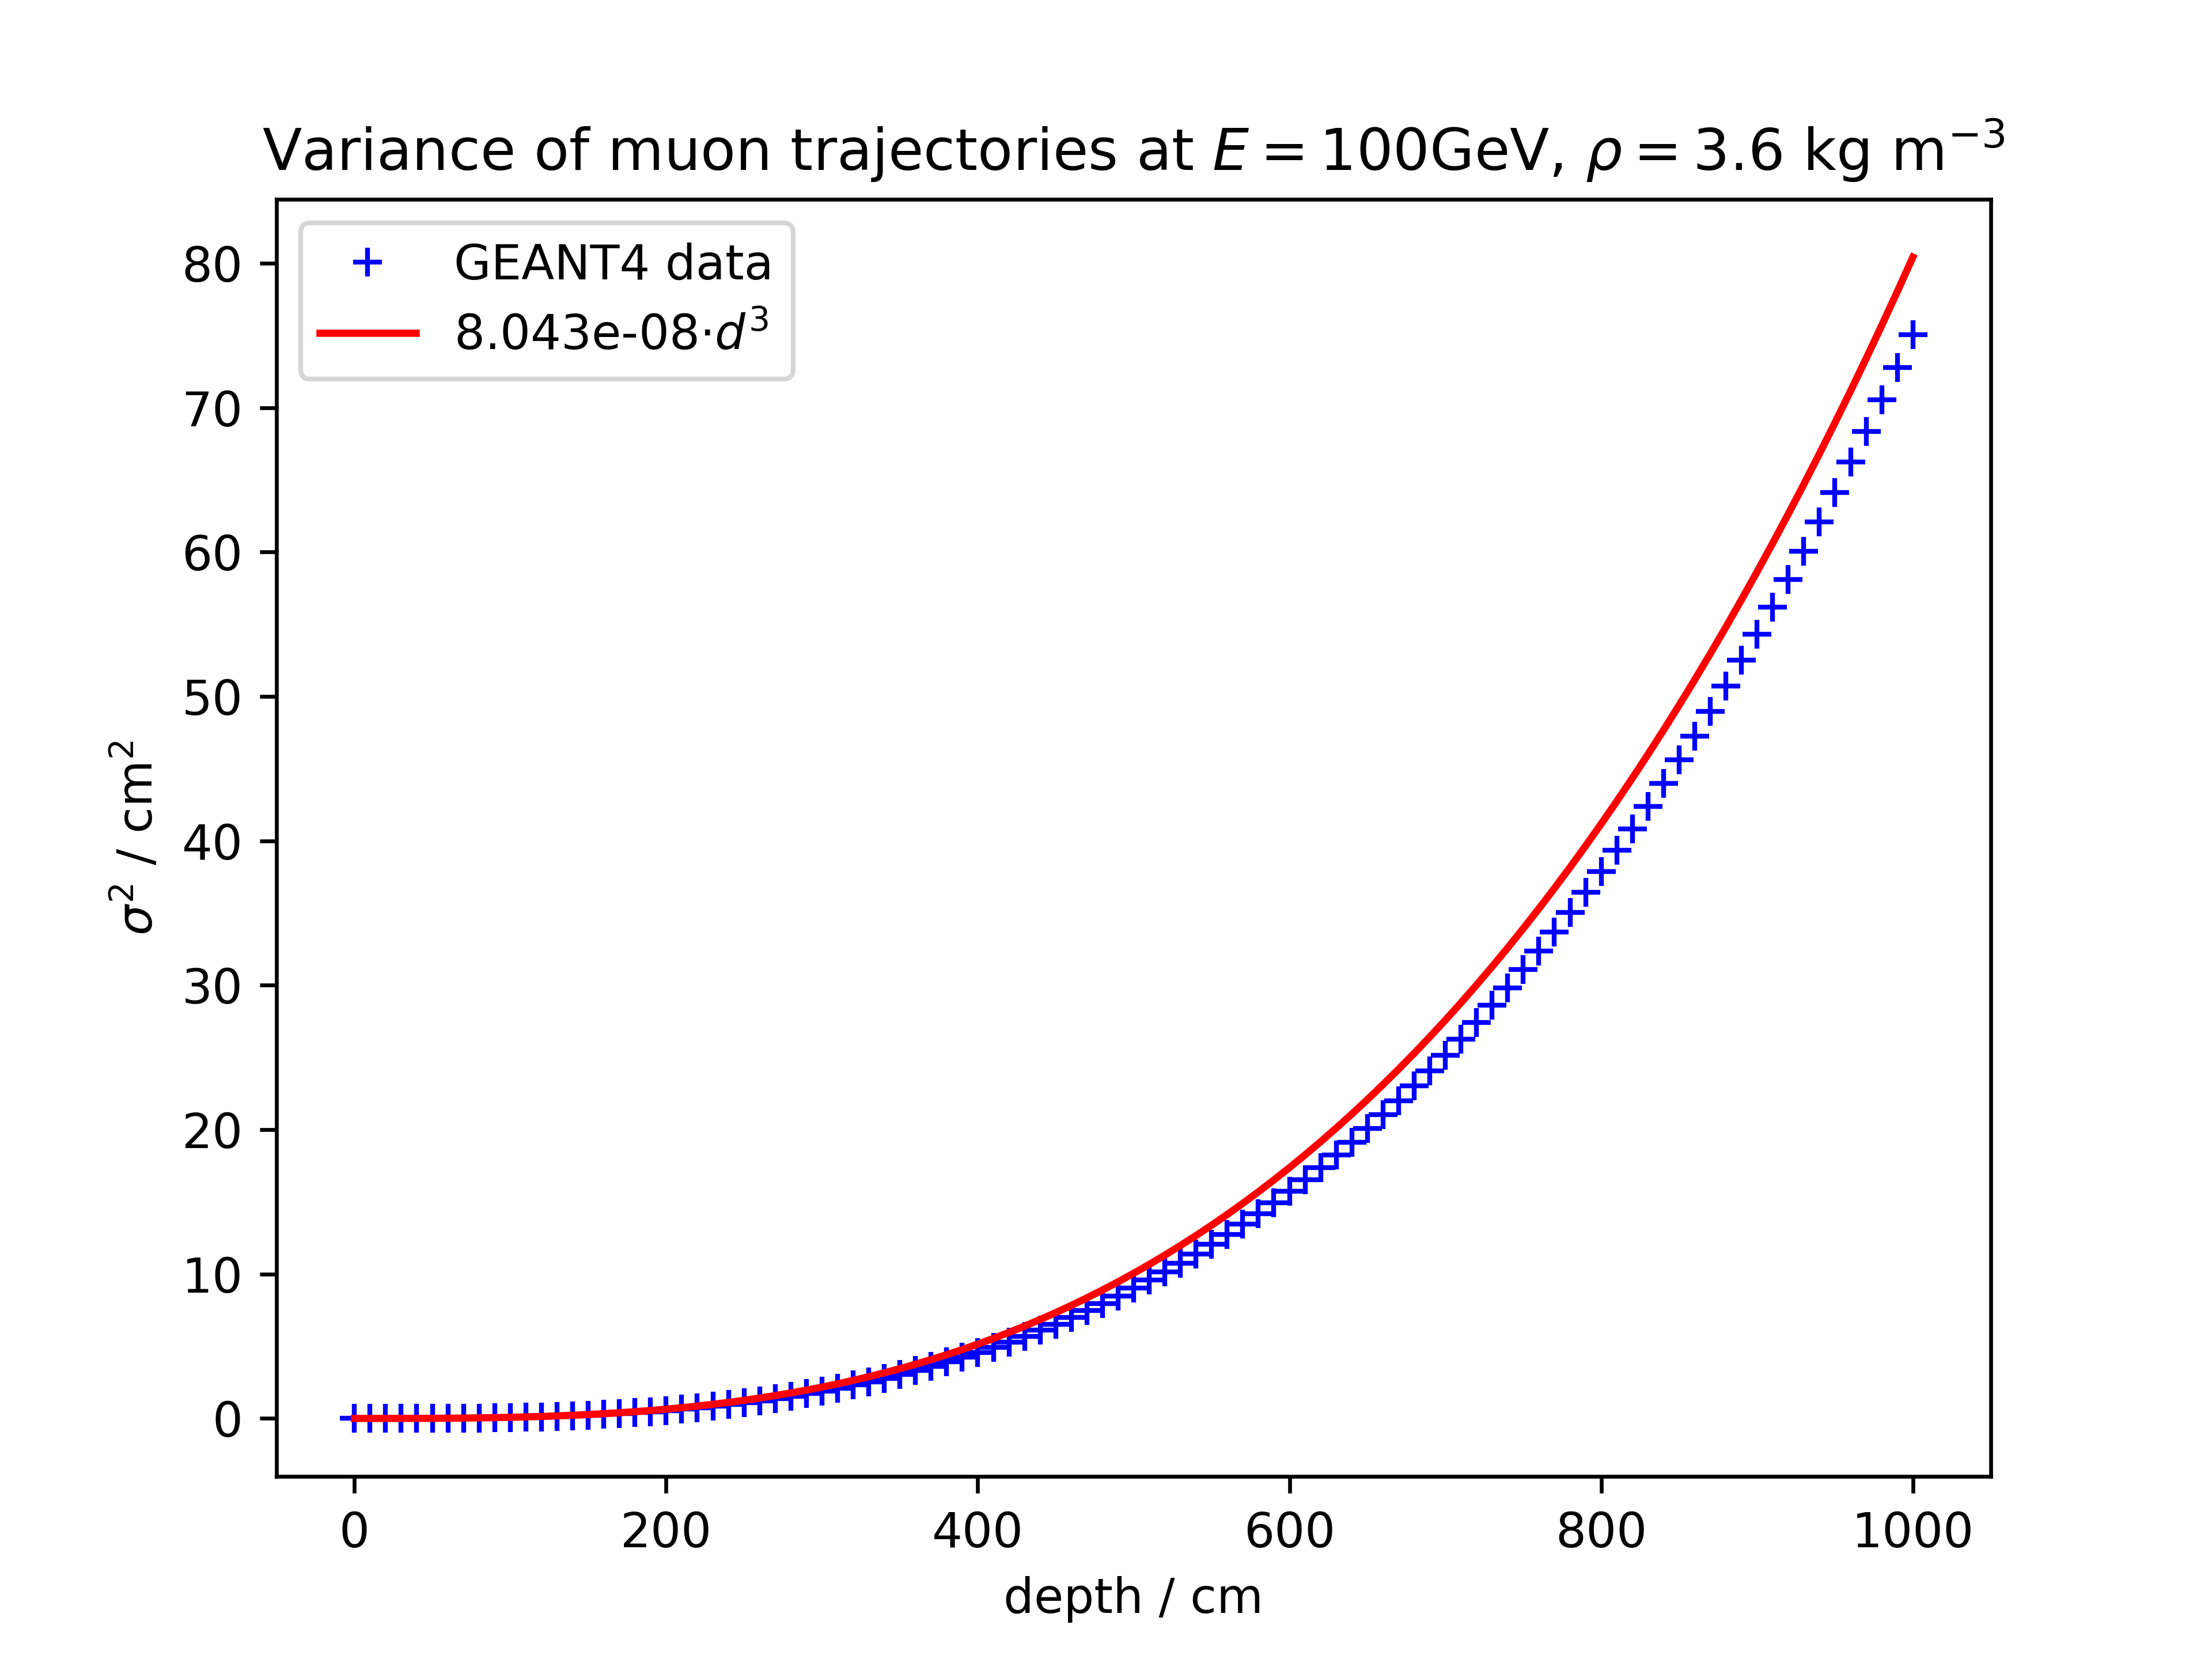 Variance of muon trajectories at E = 100GeV, ρ = 3.6 kg m⁻³
GEANT4 data
8.043e-08·d³
80
70
60
50
40
30
20
10
0
σ² / cm²
0 200 400 600 800 1000
depth / cm